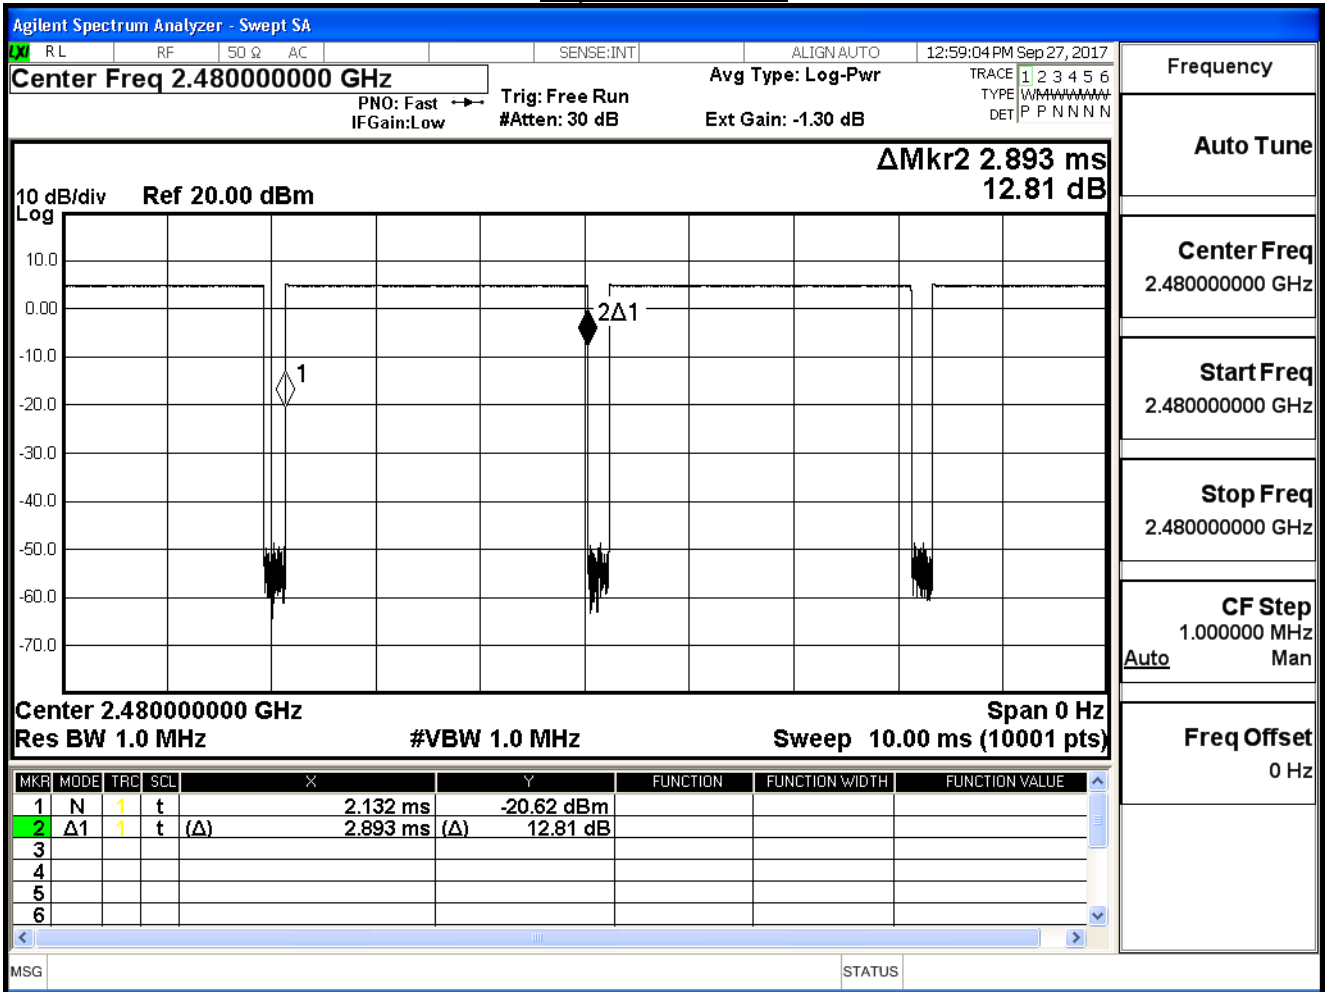 Agilent Spectrum Analyzer - Swept SA
LXI RL RF 50 Ω AC SENSE:INT ALIGN AUTO 12:59:04 PM Sep 27, 2017
Center Freq 2.480000000 GHz
PNO: Fast
IFGain:Low
Trig: Free Run
#Atten: 30 dB
Avg Type: Log-Pwr
Ext Gain: -1.30 dB
TRACE 1 2 3 4 5 6
TYPE WMWWWW
DET P P N N N N
ΔMkr2 2.893 ms
12.81 dB
10 dB/div Ref 20.00 dBm
Log
10.0
0.00
-10.0
-20.0
-30.0
-40.0
-50.0
-60.0
-70.0
2Δ1
1
Center 2.480000000 GHz Span 0 Hz
Res BW 1.0 MHz #VBW 1.0 MHz Sweep 10.00 ms (10001 pts)
MKR MODE TRC SCL X Y FUNCTION FUNCTION WIDTH FUNCTION VALUE
1 N 1 t 2.132 ms -20.62 dBm
2 Δ1 1 t (Δ) 2.893 ms (Δ) 12.81 dB
3
4
5
6
MSG STATUS
Frequency
Auto Tune
Center Freq
2.480000000 GHz
Start Freq
2.480000000 GHz
Stop Freq
2.480000000 GHz
CF Step
1.000000 MHz
Auto Man
Freq Offset
0 Hz